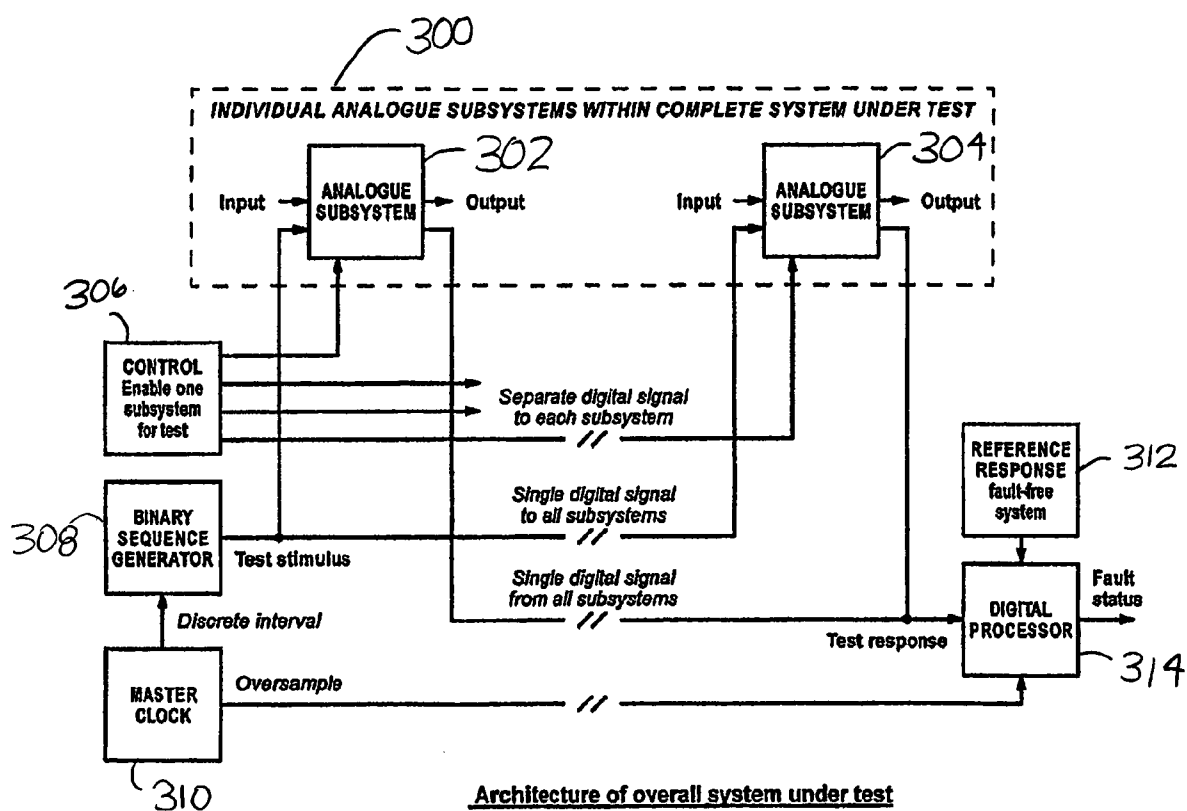 300
INDIVIDUAL ANALOGUE SUBSYSTEMS WITHIN COMPLETE SYSTEM UNDER TEST
302
304
Input
ANALOGUE
SUBSYSTEM
Output
Input
ANALOGUE
SUBSYSTEM
Output
306
CONTROL
Enable one
subsystem
for test
Separate digital signal
to each subsystem
REFERENCE
RESPONSE
fault-free
system
312
308
BINARY
SEQUENCE
GENERATOR
Test stimulus
Single digital signal
to all subsystems
Single digital signal
from all subsystems
Discrete interval
Test response
DIGITAL
PROCESSOR
Fault
status
314
MASTER
CLOCK
Oversample
310
Architecture of overall system under test